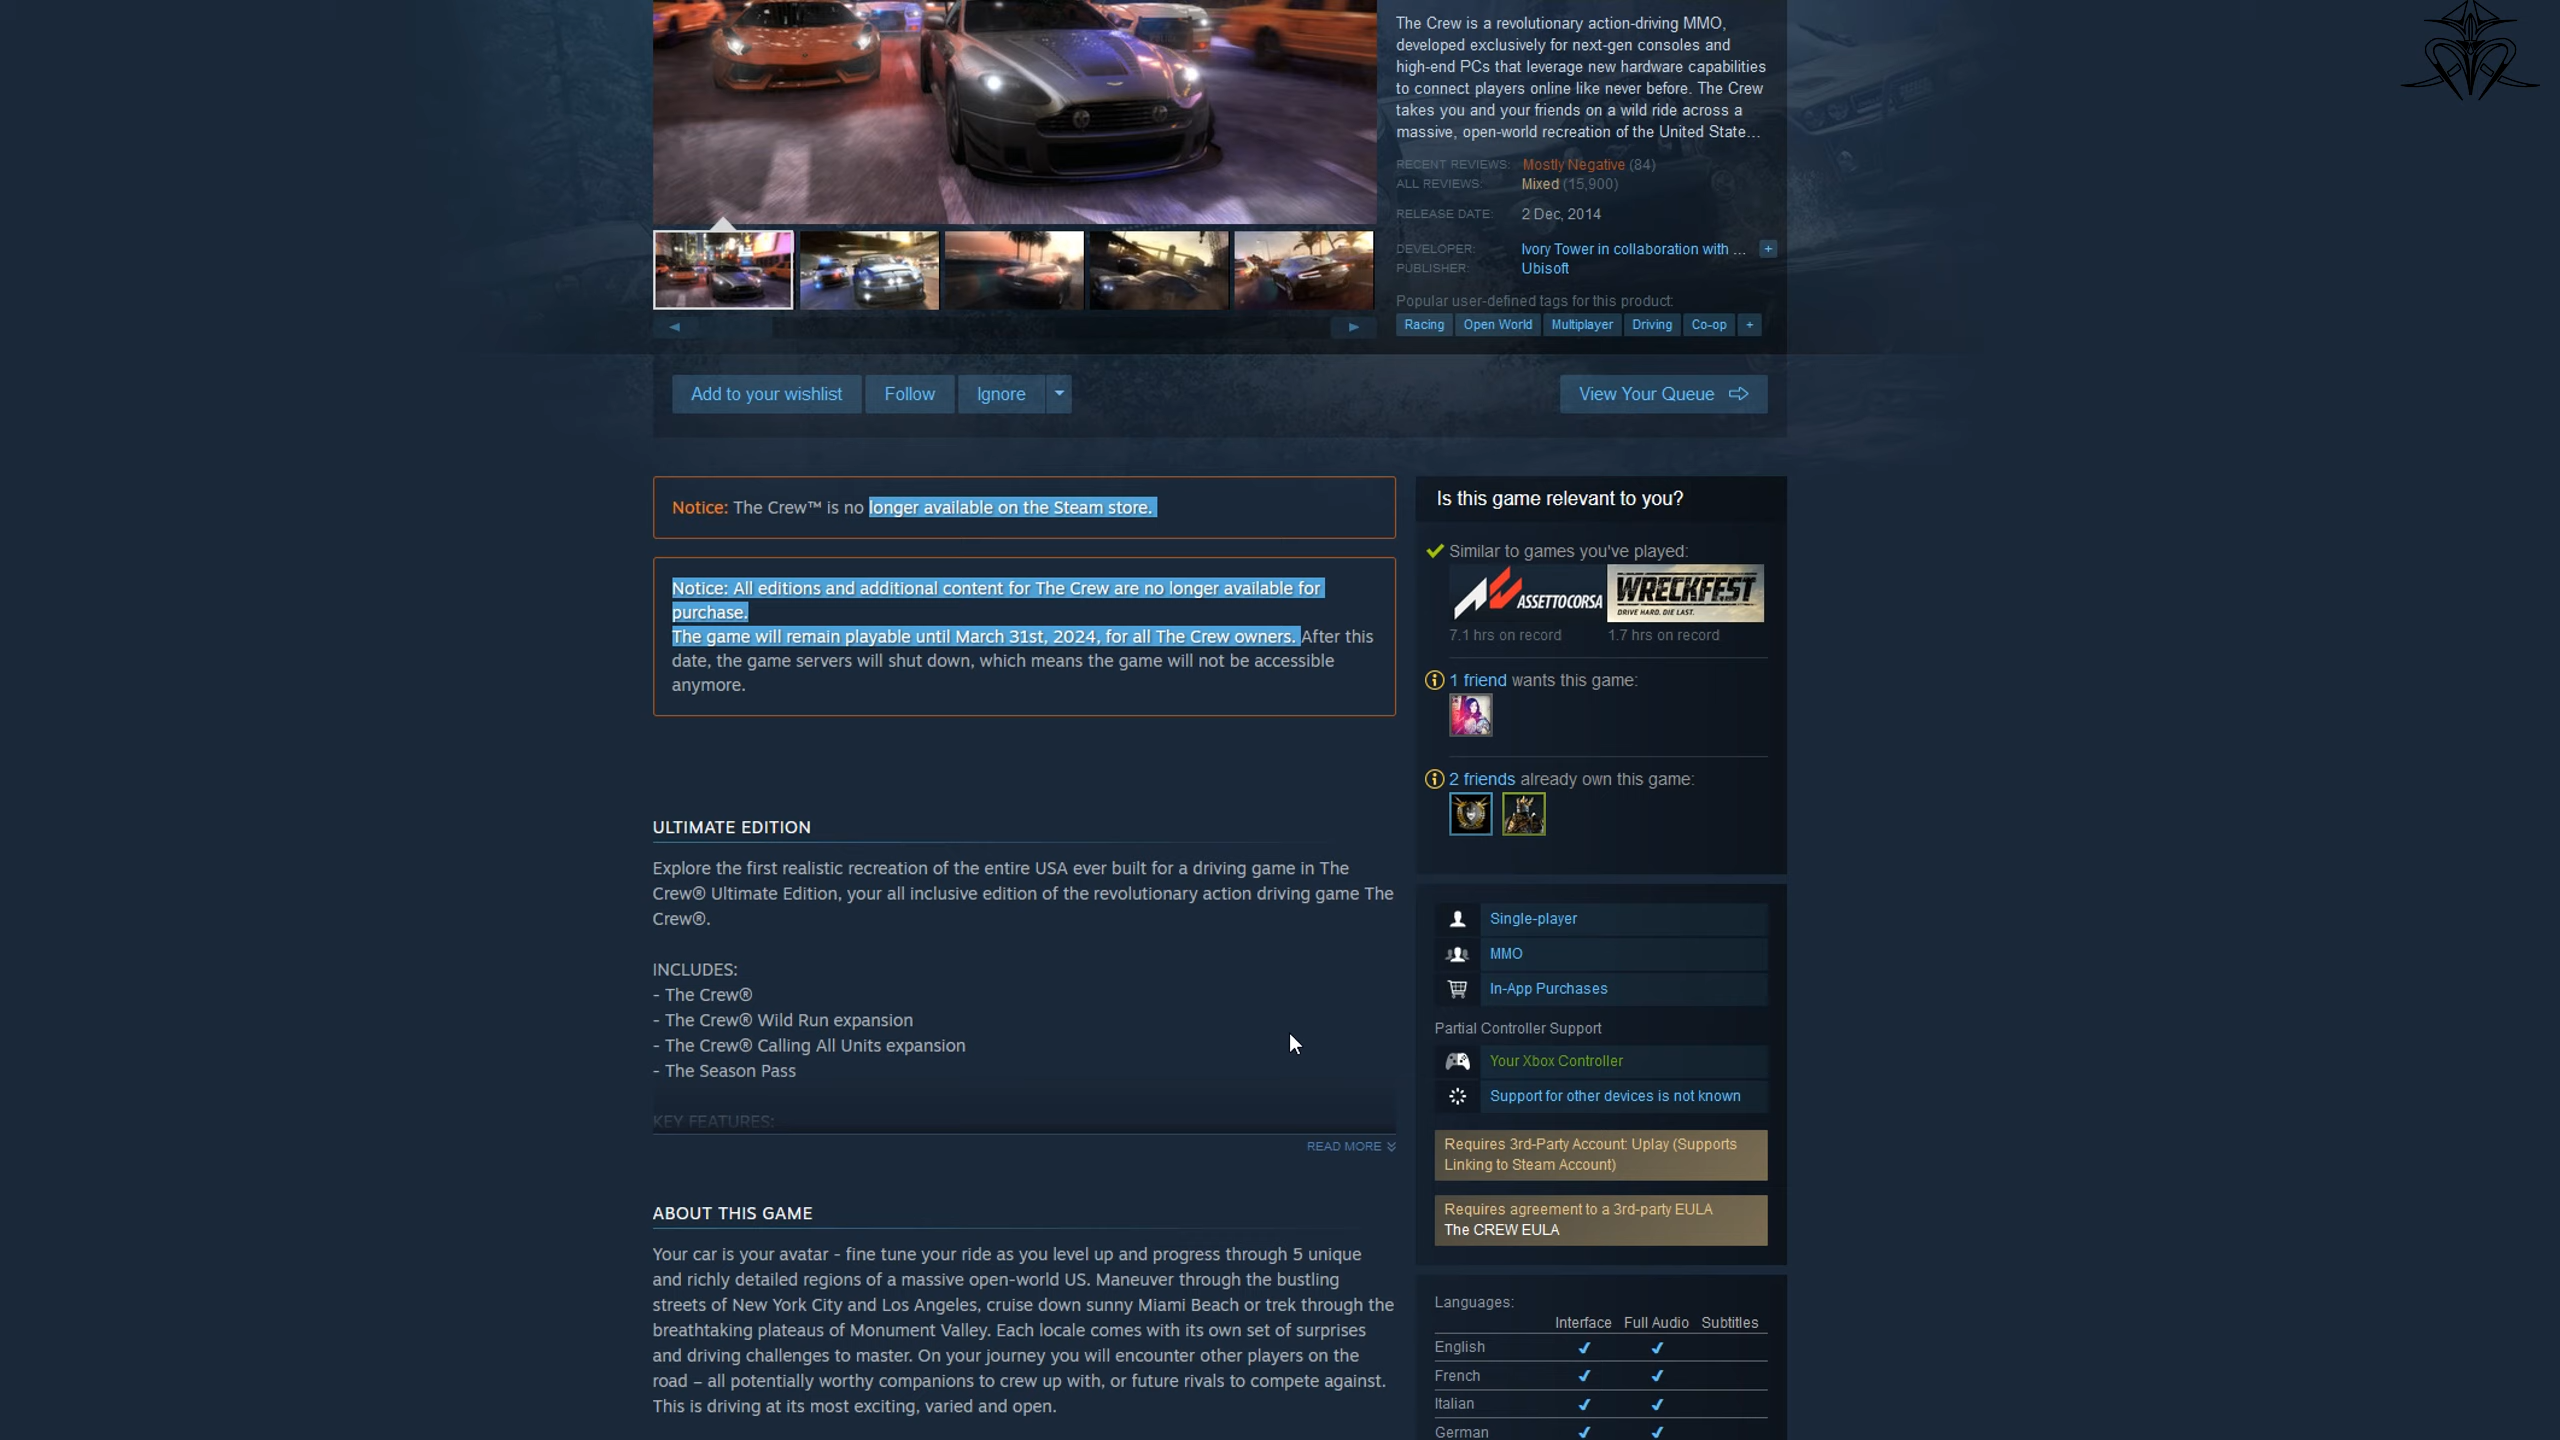 The Crew is a revolutionary action-driving MMO,
developed exclusively for next-gen consoles and
high-end PCs that leverage new hardware capabilities
to connect players online like never before. The Crew
takes you and your friends on a wild ride across a
massive, open-world recreation of the United State...
RECENT REVIEWS: Mostly Negative (84)
ALL REVIEWS: Mixed (15,900)
RELEASE DATE: 2 Dec, 2014
DEVELOPER: Ivory Tower in collaboration with ... +
PUBLISHER: Ubisoft
Popular user-defined tags for this product:
Racing Open World Multiplayer Driving Co-op +
Add to your wishlist Follow Ignore View Your Queue
Notice: The Crew™ is no longer available on the Steam store.
Notice: All editions and additional content for The Crew are no longer available for
purchase.
The game will remain playable until March 31st, 2024, for all The Crew owners. After this
date, the game servers will shut down, which means the game will not be accessible
anymore.
ULTIMATE EDITION
Explore the first realistic recreation of the entire USA ever built for a driving game in The
Crew® Ultimate Edition, your all inclusive edition of the revolutionary action driving game The
Crew®.
INCLUDES:
- The Crew®
- The Crew® Wild Run expansion
- The Crew® Calling All Units expansion
- The Season Pass
KEY FEATURES:
READ MORE
ABOUT THIS GAME
Your car is your avatar - fine tune your ride as you level up and progress through 5 unique
and richly detailed regions of a massive open-world US. Maneuver through the bustling
streets of New York City and Los Angeles, cruise down sunny Miami Beach or trek through the
breathtaking plateaus of Monument Valley. Each locale comes with its own set of surprises
and driving challenges to master. On your journey you will encounter other players on the
road – all potentially worthy companions to crew up with, or future rivals to compete against.
This is driving at its most exciting, varied and open.
Is this game relevant to you?
Similar to games you've played:
ASSETTO CORSA
WRECKFEST
DRIVE HARD. DIE LAST.
7.1 hrs on record 1.7 hrs on record
1 friend wants this game:
2 friends already own this game:
Single-player
MMO
In-App Purchases
Partial Controller Support
Your Xbox Controller
Support for other devices is not known
Requires 3rd-Party Account: Uplay (Supports
Linking to Steam Account)
Requires agreement to a 3rd-party EULA
The CREW EULA
Languages:
Interface Full Audio Subtitles
English ✔ ✔
French ✔ ✔
Italian ✔ ✔
German ✔ ✔